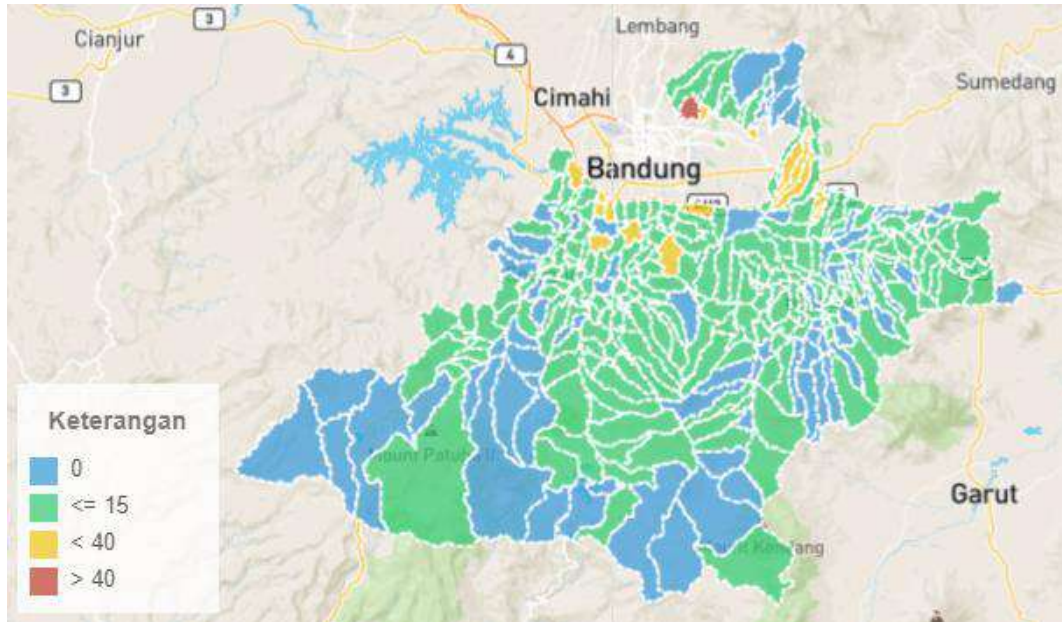 Lembang
3
Cianjur
4
3
Sumedang
Cimahi
Bandung
Keterangan
0
<= 15
< 40
> 40
Garut